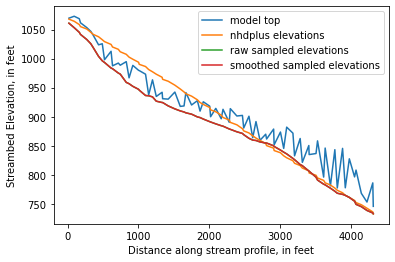 model top
nhdplus elevations
raw sampled elevations
smoothed sampled elevations
Streambed Elevation, in feet
1050
1000
950
900
850
800
750
0
1000
2000
3000
4000
Distance along stream profile, in feet